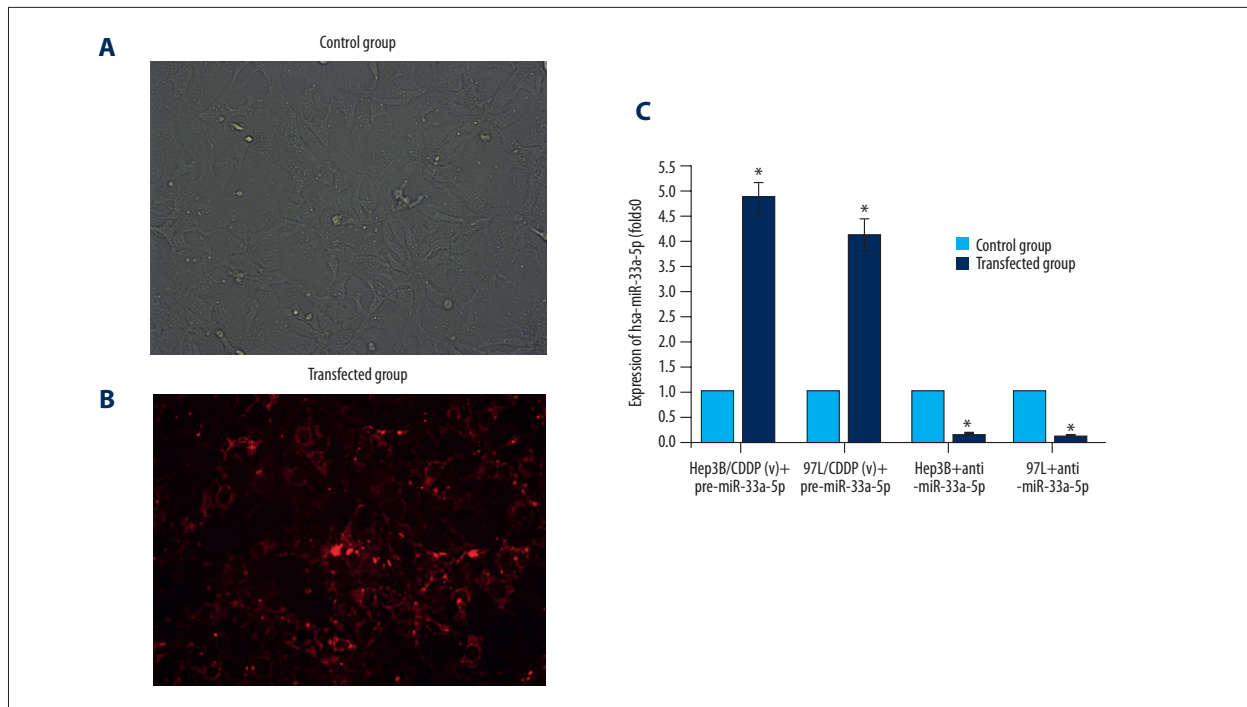 A
Control group
B
Transfected group
C
Expression of hsa-miR-33a-5p (folds0
5.5
5.0
4.5
4.0
3.5
3.0
2.5
2.0
1.5
1.0
0.5
0.0
*
*
*
*
Control group
Transfected group
Hep3B/CDDP (v)+
pre-miR-33a-5p
97L/CDDP (v)+
pre-miR-33a-5p
Hep3B+anti
-miR-33a-5p
97L+anti
-miR-33a-5p